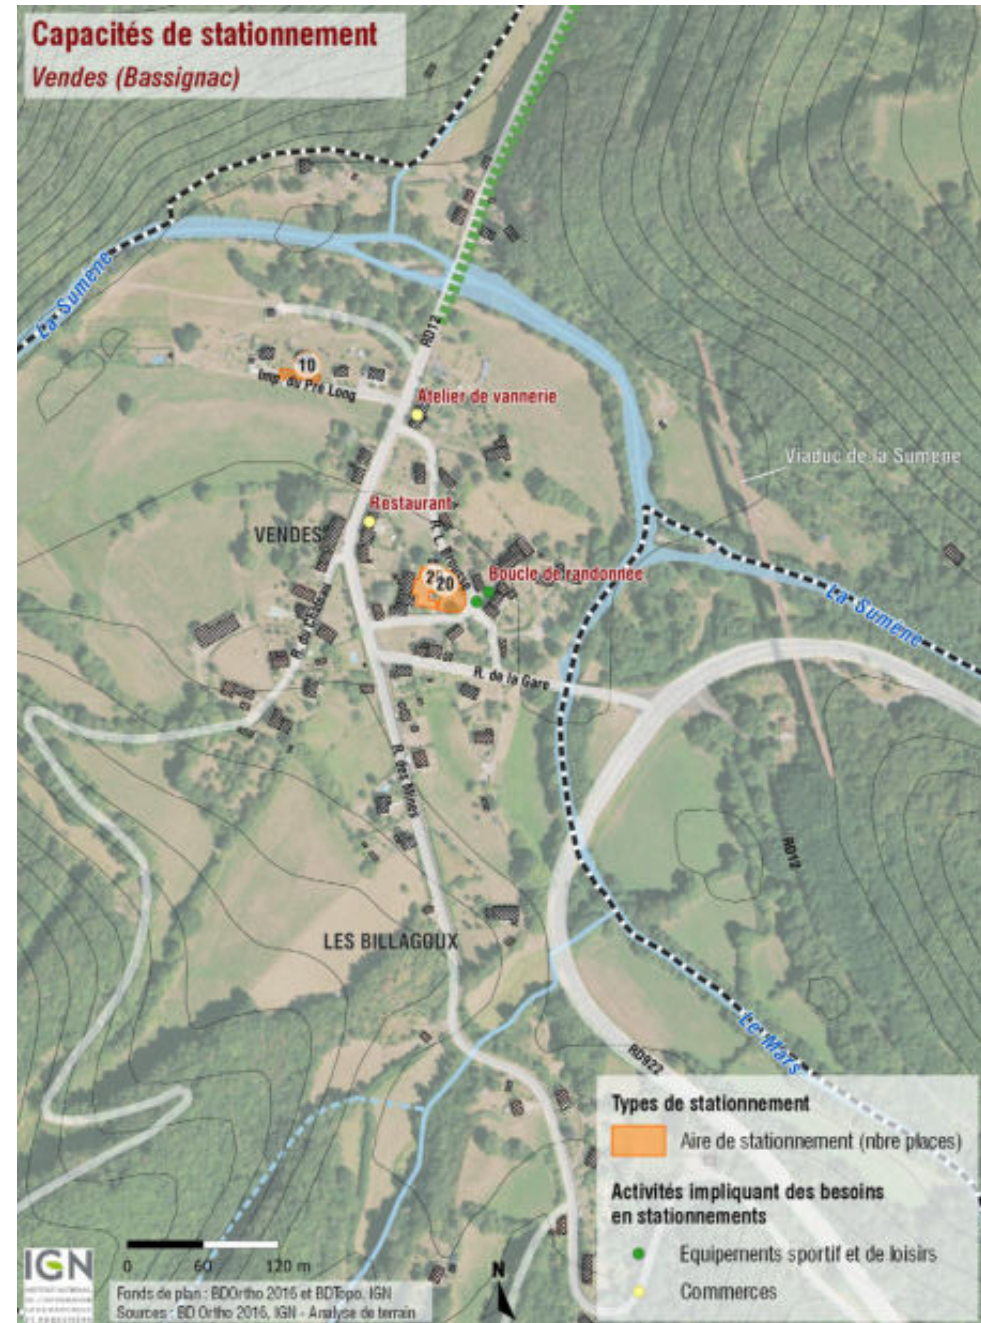 Capacités de stationnement
Vendes (Bassignac)
La Sumène
RD12
10
Imp. du Pré Long
Atelier de vannerie
Viaduc de la Sumène
Restaurant
VENDES
20
Boucle de randonnée
La Sumène
R. de la Gare
R. des Mines
RD12
LES BILLAGOUX
Le Mars
RD922
Types de stationnement
Aire de stationnement (nbre places)
Activités impliquant des besoins
en stationnements
Equipements sportif et de loisirs
Commerces
IGN
0 60 120 m
N
Fonds de plan : BDOrtho 2016 et BDTopo, IGN
Sources : BD Ortho 2016, IGN - Analyse de terrain